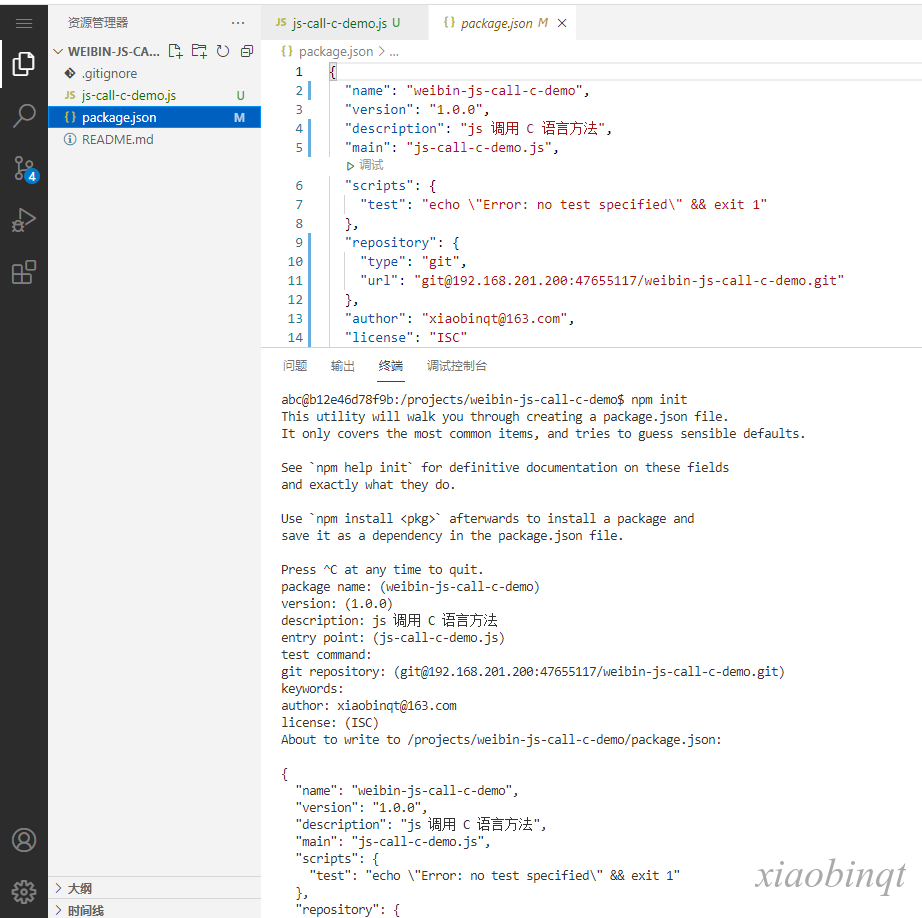 资源管理器
WEIBIN-JS-CA...
.gitignore
JS js-call-c-demo.js U
{} package.json M
README.md
4
大纲
时间线
JS js-call-c-demo.js U
{} package.json M
{} package.json > ...
1 {
2 "name": "weibin-js-call-c-demo",
3 "version": "1.0.0",
4 "description": "js 调用 C 语言方法",
5 "main": "js-call-c-demo.js",
调试
6 "scripts": {
7 "test": "echo \"Error: no test specified\" && exit 1"
8 },
9 "repository": {
10 "type": "git",
11 "url": "git@192.168.201.200:47655117/weibin-js-call-c-demo.git"
12 },
13 "author": "xiaobinqt@163.com",
14 "license": "ISC"
问题 输出 终端 调试控制台
abc@b12e46d78f9b:/projects/weibin-js-call-c-demo$ npm init
This utility will walk you through creating a package.json file.
It only covers the most common items, and tries to guess sensible defaults.
See `npm help init` for definitive documentation on these fields
and exactly what they do.
Use `npm install <pkg>` afterwards to install a package and
save it as a dependency in the package.json file.
Press ^C at any time to quit.
package name: (weibin-js-call-c-demo)
version: (1.0.0)
description: js 调用 C 语言方法
entry point: (js-call-c-demo.js)
test command:
git repository: (git@192.168.201.200:47655117/weibin-js-call-c-demo.git)
keywords:
author: xiaobinqt@163.com
license: (ISC)
About to write to /projects/weibin-js-call-c-demo/package.json:
{
"name": "weibin-js-call-c-demo",
"version": "1.0.0",
"description": "js 调用 C 语言方法",
"main": "js-call-c-demo.js",
"scripts": {
"test": "echo \"Error: no test specified\" && exit 1"
},
"repository": {
xiaobinqt